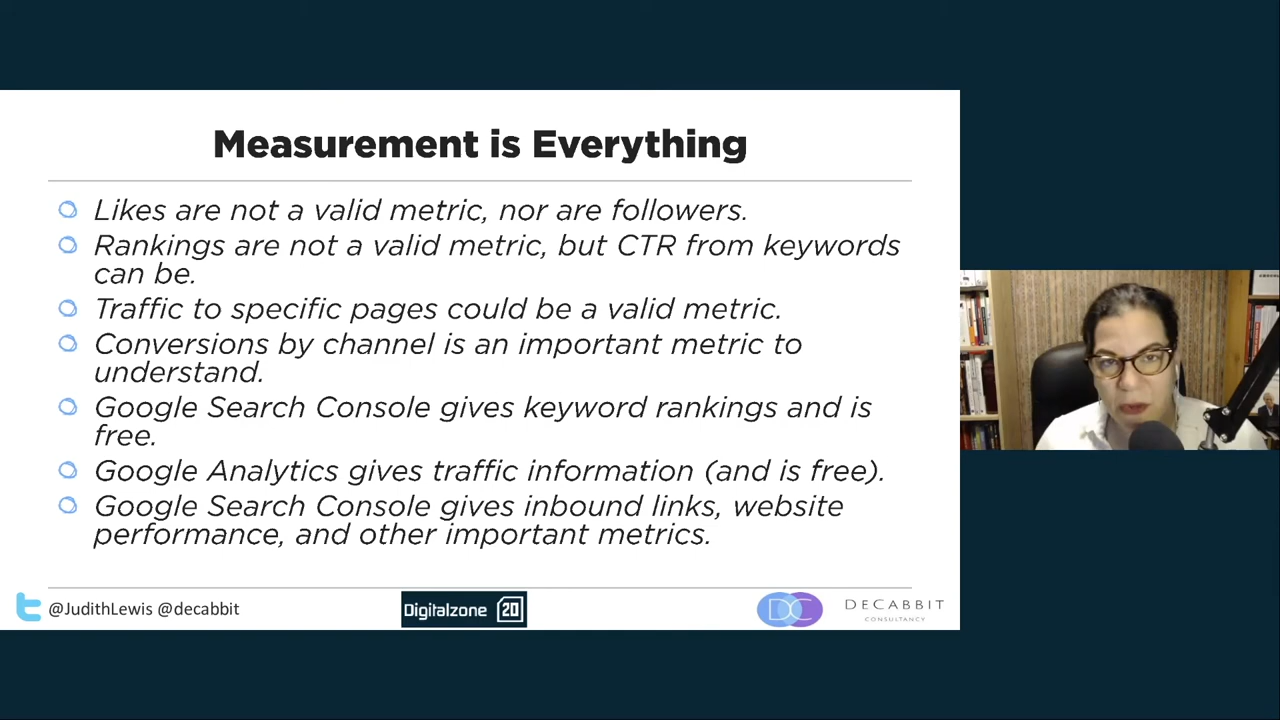 Measurement is Everything
Likes are not a valid metric, nor are followers.
Rankings are not a valid metric, but CTR from keywords
can be.
Traffic to specific pages could be a valid metric.
Conversions by channel is an important metric to
understand.
Google Search Console gives keyword rankings and is
free.
Google Analytics gives traffic information (and is free).
Google Search Console gives inbound links, website
performance, and other important metrics.
@JudithLewis @decabbit
Digitalzone 20
DC
DECABBIT
CONSULTANCY